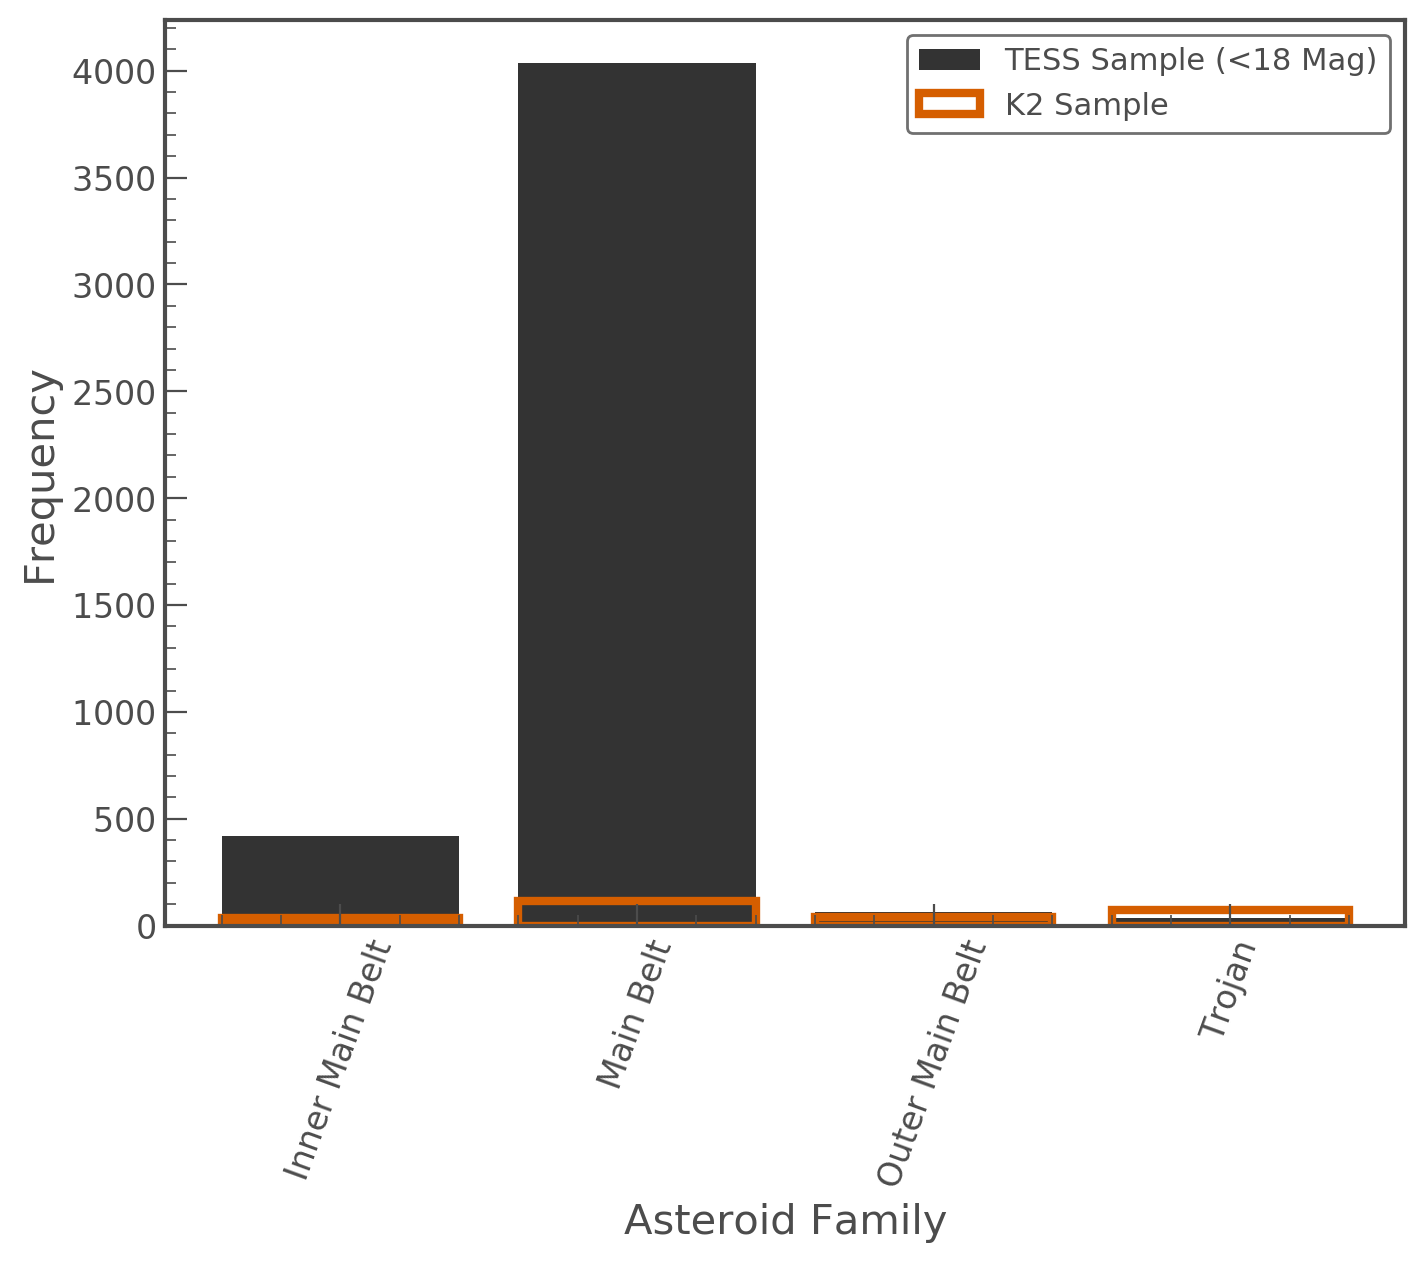 TESS Sample (<18 Mag)
K2 Sample
Frequency
4000
3500
3000
2500
2000
1500
1000
500
0
Inner Main Belt
Main Belt
Outer Main Belt
Trojan
Asteroid Family